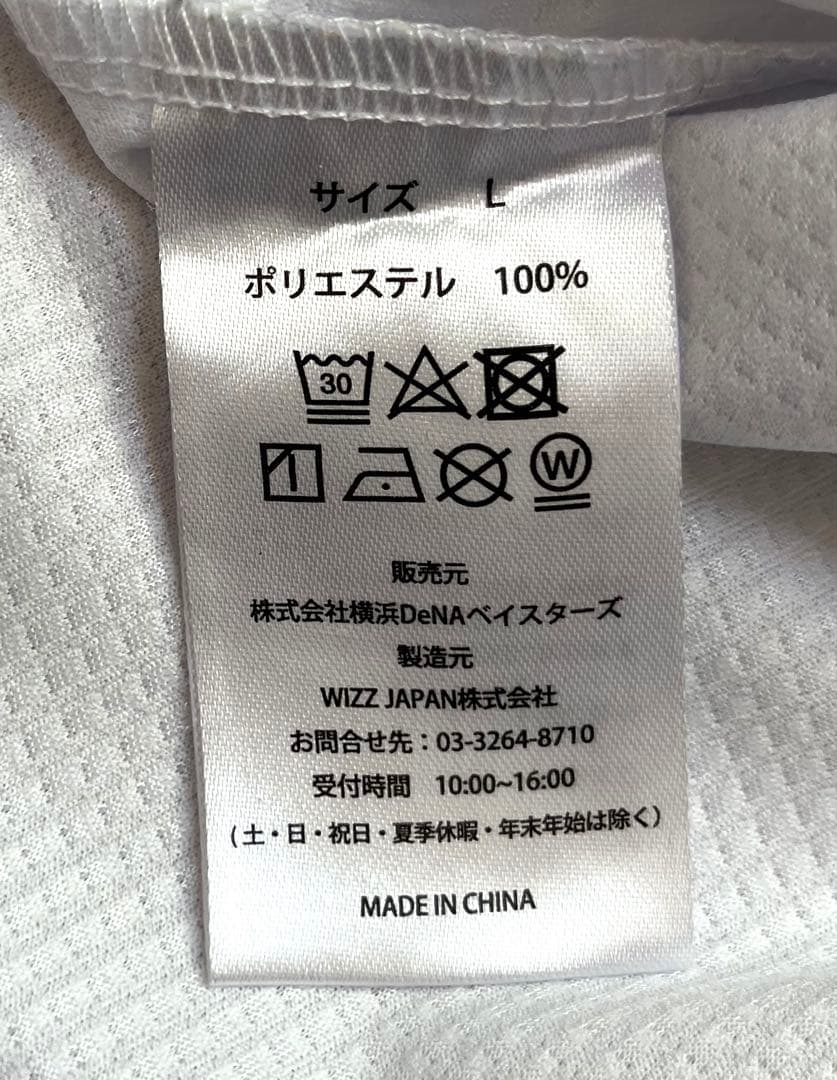 サイズ L
ポリエステル 100%
30
W
販売元
株式会社横浜DeNAベイスターズ
製造元
WIZZ JAPAN株式会社
お問合せ先：03-3264-8710
受付時間 10:00~16:00
(土・日・祝日・夏季休暇・年末年始は除く)
MADE IN CHINA